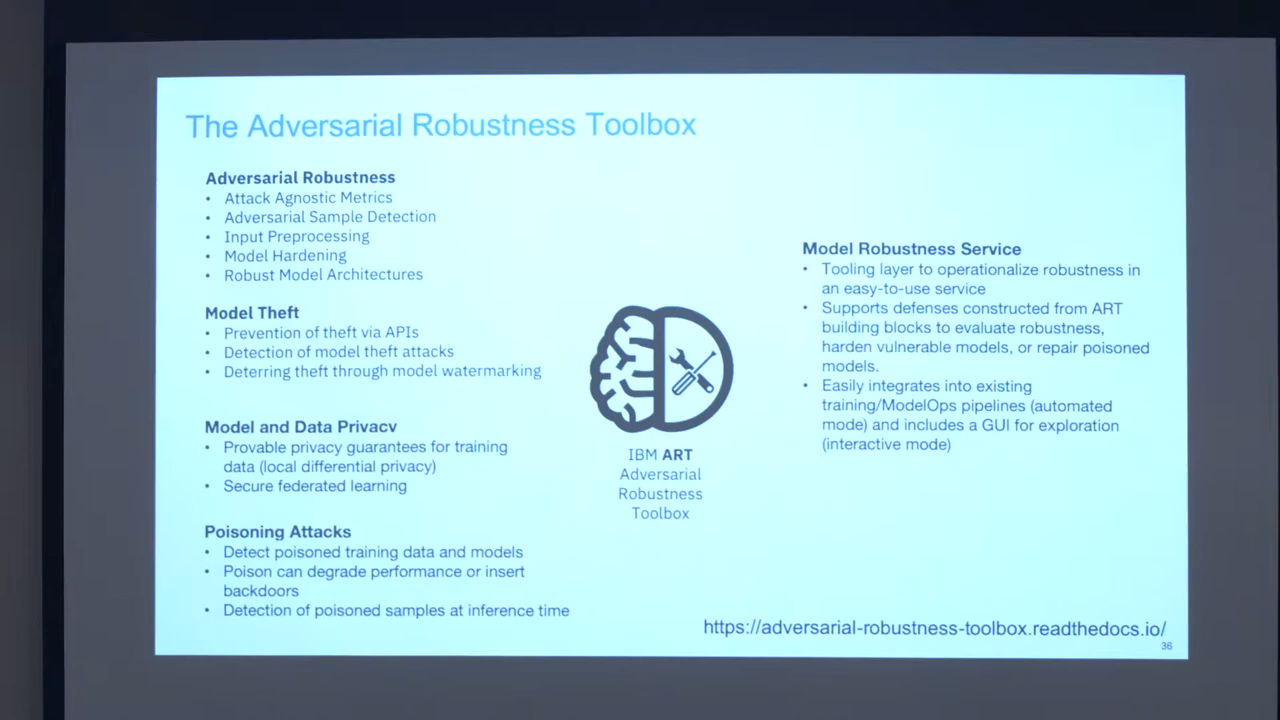 The Adversarial Robustness Toolbox
Adversarial Robustness
• Attack Agnostic Metrics
• Adversarial Sample Detection
• Input Preprocessing
• Model Hardening
• Robust Model Architectures
Model Theft
• Prevention of theft via APIs
• Detection of model theft attacks
• Deterring theft through model watermarking
Model and Data Privacy
• Provable privacy guarantees for training
data (local differential privacy)
• Secure federated learning
Poisoning Attacks
• Detect poisoned training data and models
• Poison can degrade performance or insert
backdoors
• Detection of poisoned samples at inference time
IBM ART
Adversarial
Robustness
Toolbox
Model Robustness Service
• Tooling layer to operationalize robustness in
an easy-to-use service
• Supports defenses constructed from ART
building blocks to evaluate robustness,
harden vulnerable models, or repair poisoned
models.
• Easily integrates into existing
training/ModelOps pipelines (automated
mode) and includes a GUI for exploration
(interactive mode)
https://adversarial-robustness-toolbox.readthedocs.io/
36